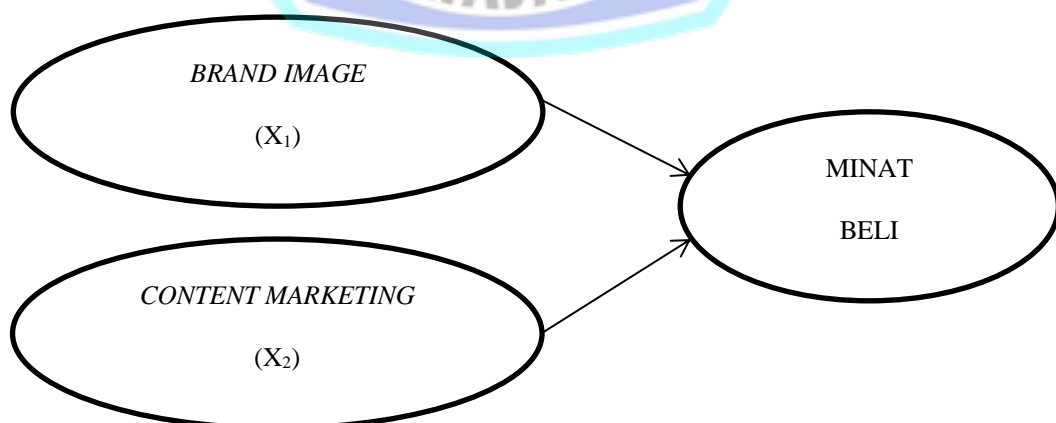 BRAND IMAGE
(X₁)
MINAT
BELI
CONTENT MARKETING
(X₂)